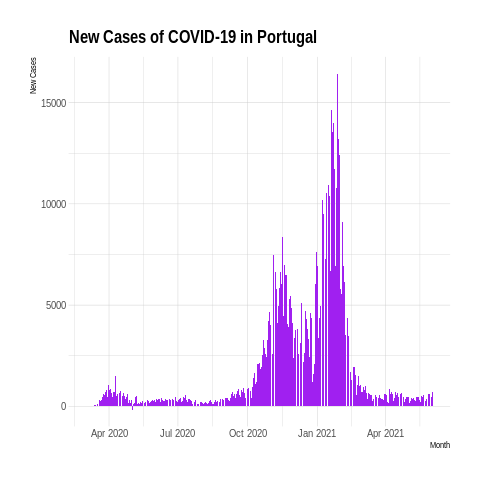 New Cases of COVID-19 in Portugal
New Cases
15000
10000
5000
0
Apr 2020 Jul 2020 Oct 2020 Jan 2021 Apr 2021
Month